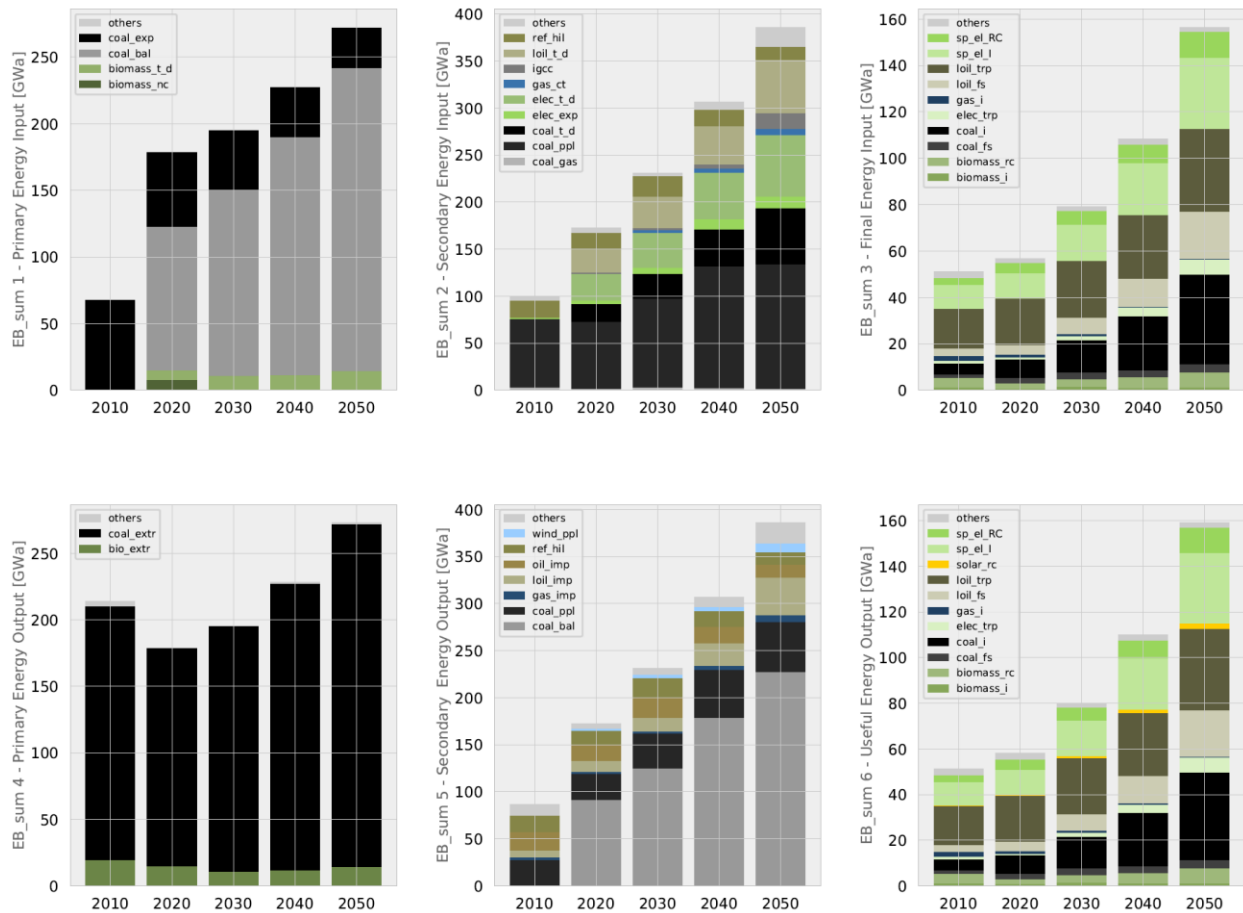 EB_sum 1 - Primary Energy Input [GWa]
250
200
150
100
50
0
others
coal_exp
coal_bal
biomass_t_d
biomass_nc
2010 2020 2030 2040 2050
EB_sum 2 - Secondary Energy Input [GWa]
400
350
300
250
200
150
100
50
0
others
ref_hil
loil_t_d
igcc
gas_ct
elec_t_d
elec_exp
coal_t_d
coal_ppl
coal_gas
2010 2020 2030 2040 2050
EB_sum 3 - Final Energy Input [GWa]
160
140
120
100
80
60
40
20
0
others
sp_el_RC
sp_el_I
loil_trp
loil_fs
gas_i
elec_trp
coal_i
coal_fs
biomass_rc
biomass_i
2010 2020 2030 2040 2050
EB_sum 4 - Primary Energy Output [GWa]
250
200
150
100
50
0
others
coal_extr
bio_extr
2010 2020 2030 2040 2050
EB_sum 5 - Secondary  Energy Output [GWa]
400
350
300
250
200
150
100
50
0
others
wind_ppl
ref_hil
oil_imp
loil_imp
gas_imp
coal_ppl
coal_bal
2010 2020 2030 2040 2050
EB_sum 6 - Useful Energy Output [GWa]
160
140
120
100
80
60
40
20
0
others
sp_el_RC
sp_el_I
solar_rc
loil_trp
loil_fs
gas_i
elec_trp
coal_i
coal_fs
biomass_rc
biomass_i
2010 2020 2030 2040 2050